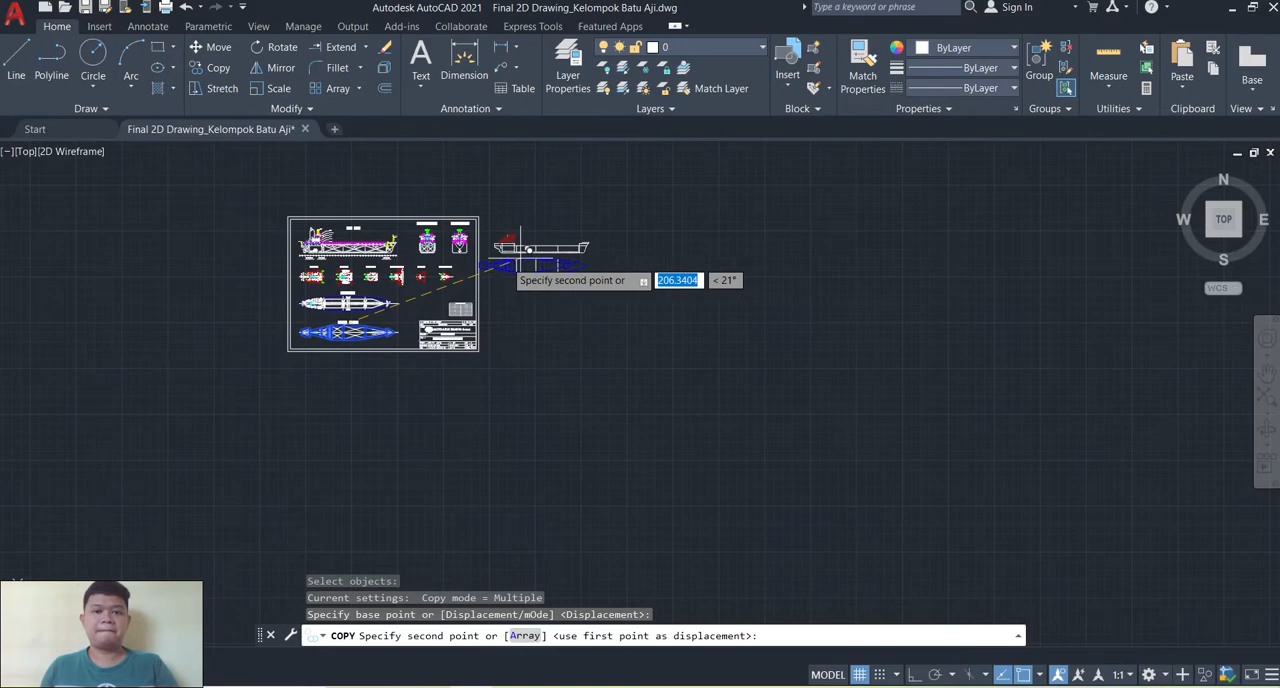 Autodesk AutoCAD 2021 Final 2D Drawing_Kelompok Batu Aji.dwg
Type a keyword or phrase
Sign In
Home Insert Annotate Parametric View Manage Output Add-ins Collaborate Express Tools Featured Apps
Line Polyline Circle Arc
Move Rotate Extend
Copy Mirror Fillet
Stretch Scale Array
Text Dimension Table
Layer Properties
0
Match Layer
Insert
Match Properties
ByLayer
ByLayer
ByLayer
Group
Measure
Paste
Base
Draw Modify Annotation Layers Block Properties Groups Utilities Clipboard View
Start Final 2D Drawing_Kelompok Batu Aji*
[−][Top][2D Wireframe]
N
W TOP E
S
WCS
Specify second point or 206.3404 < 21°
Select objects:
Current settings: Copy mode = Multiple
Specify base point or [Displacement/mOde] <Displacement>:
COPY Specify second point or [Array] <use first point as displacement>:
MODEL 1:1